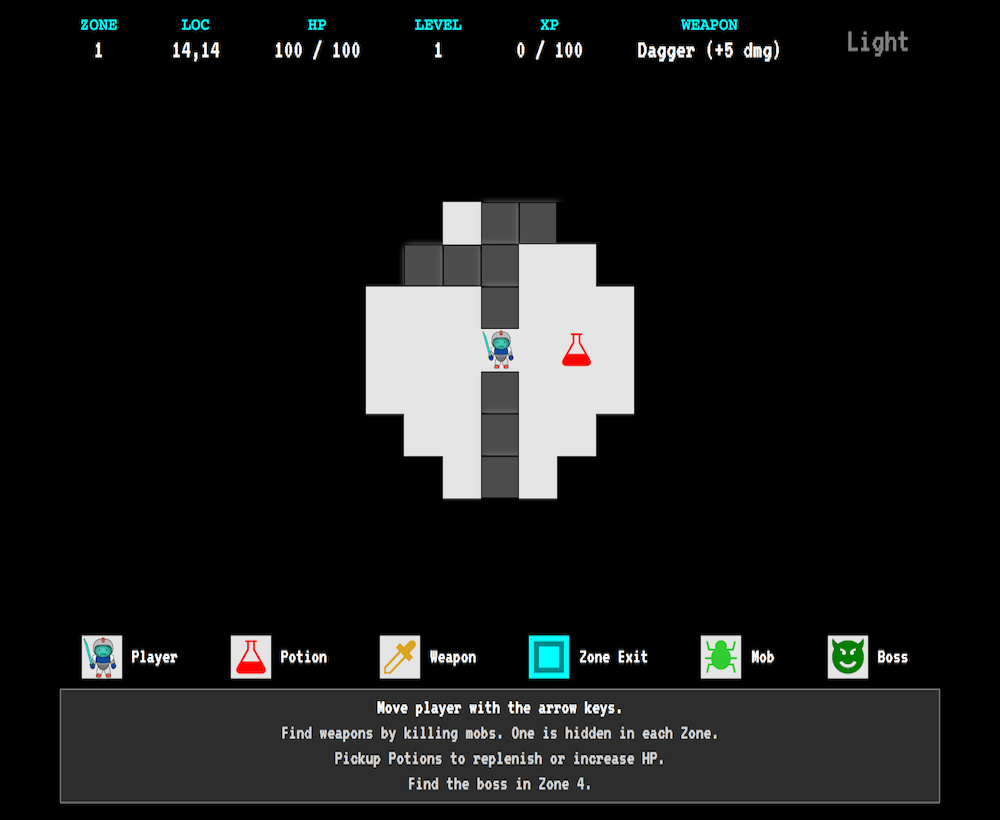 ZONE LOC HP LEVEL XP WEAPON
1 14,14 100 / 100 1 0 / 100 Dagger (+5 dmg) Light
Player Potion Weapon Zone Exit Mob Boss
Move player with the arrow keys.
Find weapons by killing mobs. One is hidden in each Zone.
Pickup Potions to replenish or increase HP.
Find the boss in Zone 4.